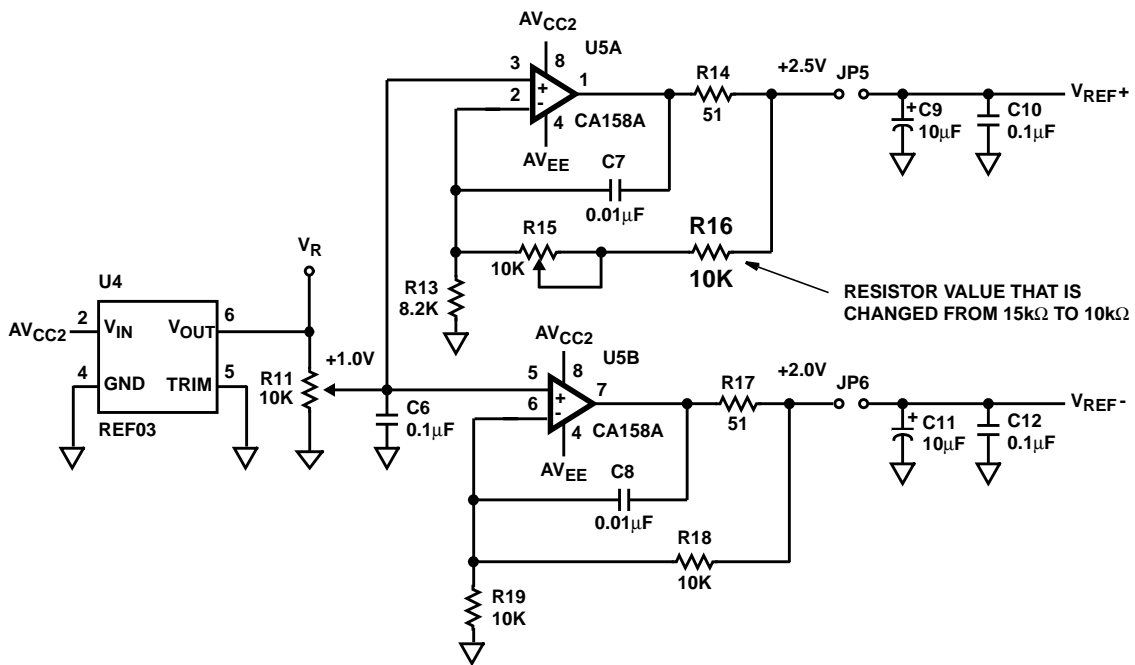 AVCC2
U5A
3
8
1
R14
+2.5V
JP5
VREF+
+
2
-
51
+
C9
10µF
C10
0.1µF
4
CA158A
AVEE
C7
0.01µF
R15
10K
R16
10K
RESISTOR VALUE THAT IS
CHANGED FROM 15kΩ TO 10kΩ
R13
8.2K
VR
U4
AVCC2
2
VIN
VOUT
6
4
GND
TRIM
5
REF03
R11
10K
+1.0V
C6
0.1µF
AVCC2
U5B
5
8
7
R17
+2.0V
JP6
VREF-
+
6
-
51
+
C11
10µF
C12
0.1µF
4
CA158A
AVEE
C8
0.01µF
R18
10K
R19
10K